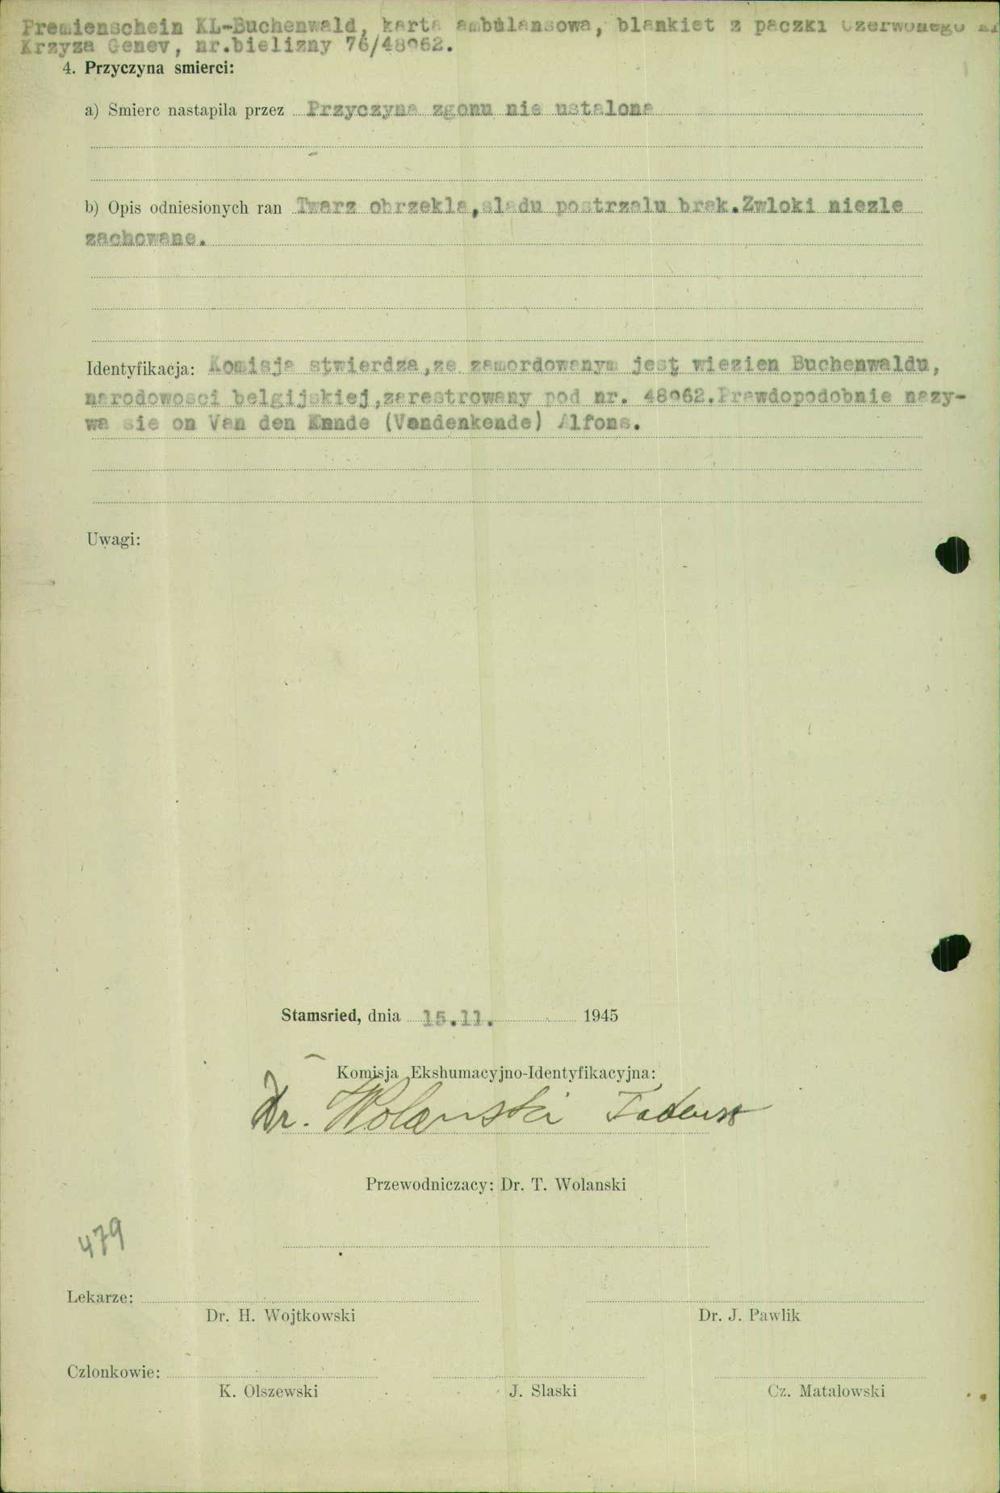 Premienschein KL-Buchenwald, karta ambulansowa, blankiet z paczki Czerwonego
Krzyza Genev, nr.bielizny 76/48062.
4. Przyczyna smierci:
a) Smierc nastapila przez Przyczyna zgonu nie ustalona
b) Opis odniesionych ran Twarz obrzekla,sladu postrzalu brak.Zwloki niezle
zachowane.
Identyfikacja: Komisja stwierdza,ze zamordowanym jest wiezien Buchenwaldu,
narodowosci belgijskiej,zarestrowany pod nr. 48062.Prawdopodobnie nazy-
wa sie on Van den Knnde (Vandenkende) Alfons.
Uwagi:
Stamsried, dnia 15.11. 1945
Komisja Ekshumacyjno-Identyfikacyjna:
Dr. Wolanski Tadeusz
Przewodniczacy: Dr. T. Wolanski
479
Lekarze:
Dr. H. Wojtkowski Dr. J. Pawlik
Czlonkowie:
K. Olszewski J. Slaski Cz. Matalowski